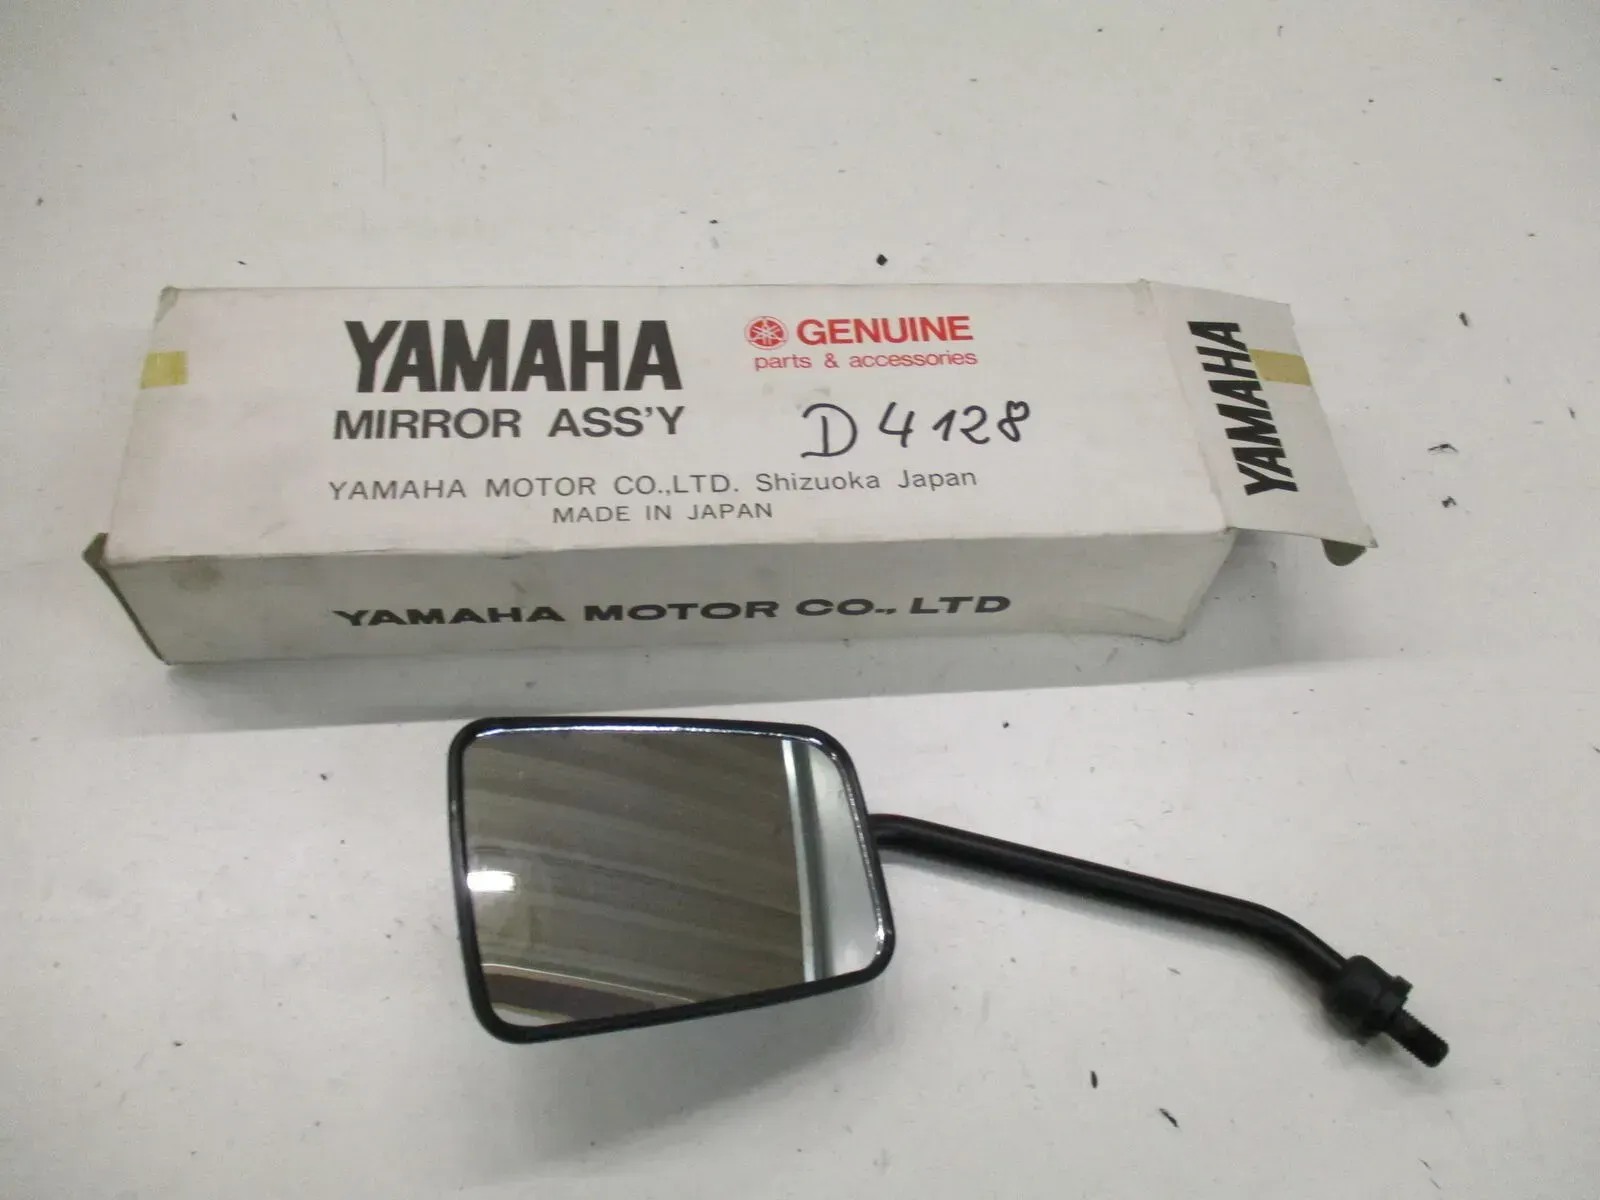 YAMAHA
GENUINE
parts & accessories
MIRROR ASS'Y
D 4128
YAMAHA MOTOR CO.,LTD. Shizuoka Japan
MADE IN JAPAN
YAMAHA MOTOR CO., LTD
YAMAHA